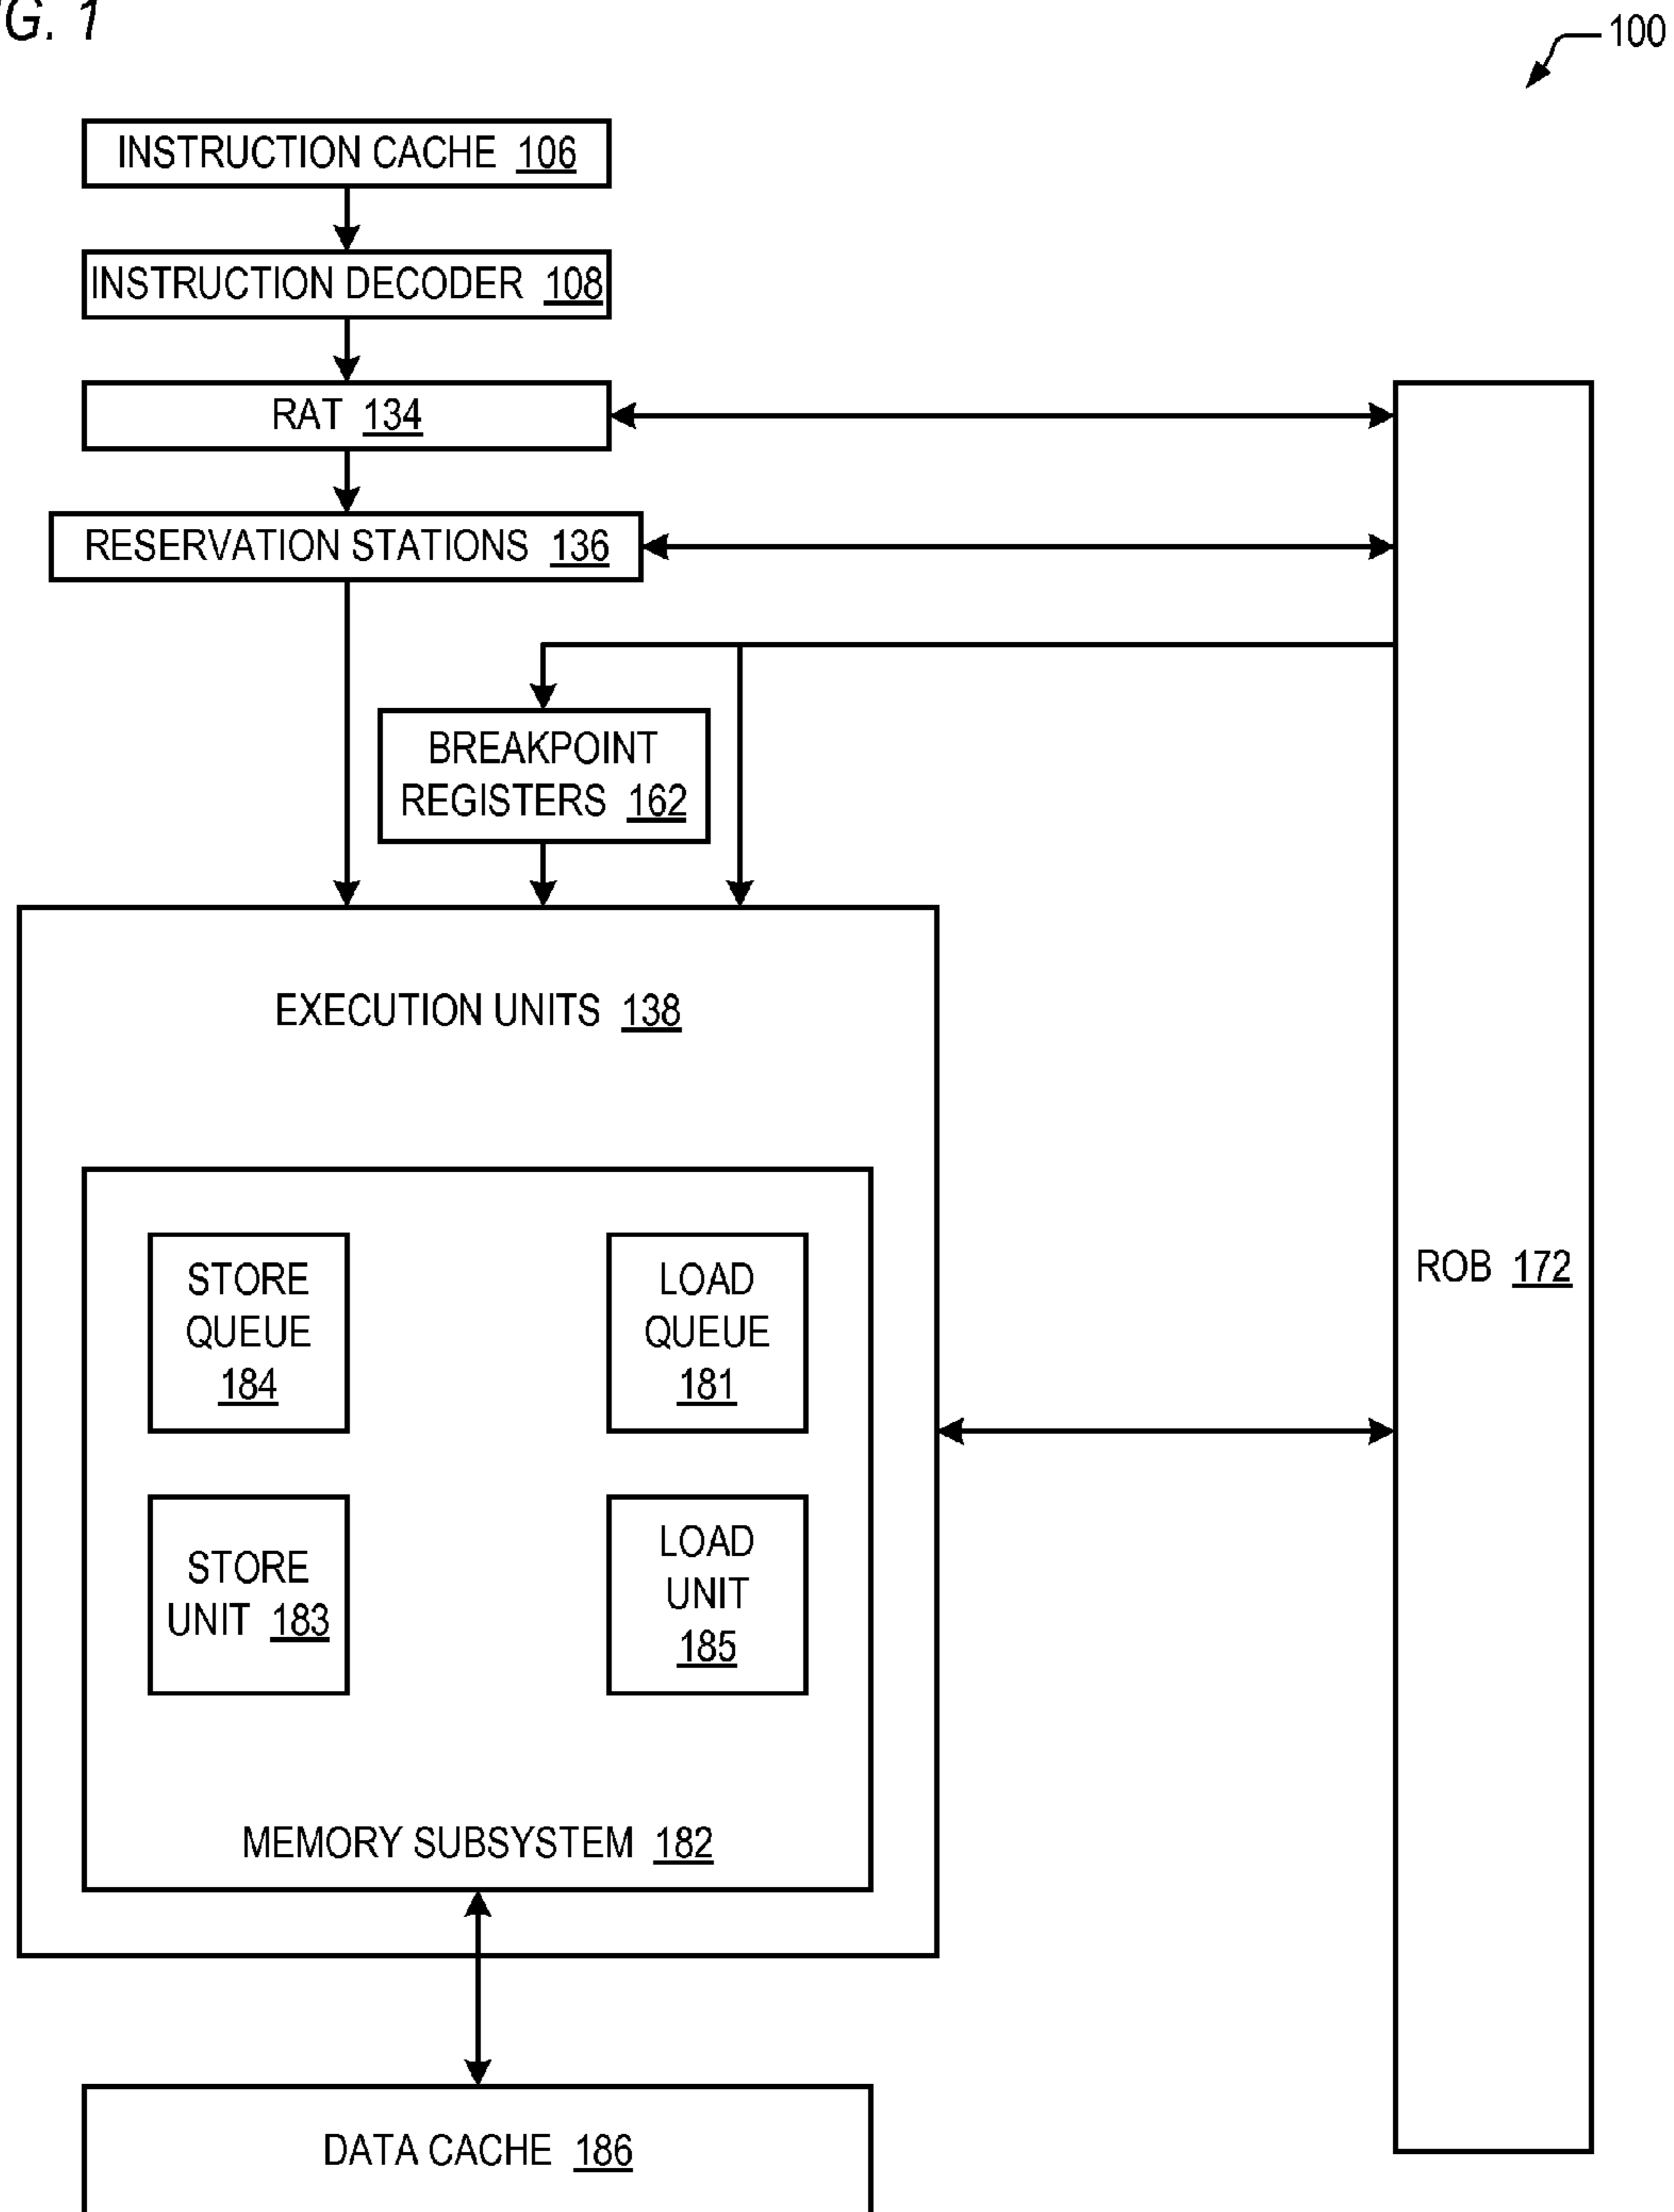 G. 1
100
INSTRUCTION CACHE 106
INSTRUCTION DECODER 108
RAT 134
RESERVATION STATIONS 136
BREAKPOINT
REGISTERS 162
EXECUTION UNITS 138
STORE
QUEUE
184
LOAD
QUEUE
181
ROB 172
STORE
UNIT 183
LOAD
UNIT
185
MEMORY SUBSYSTEM 182
DATA CACHE 186